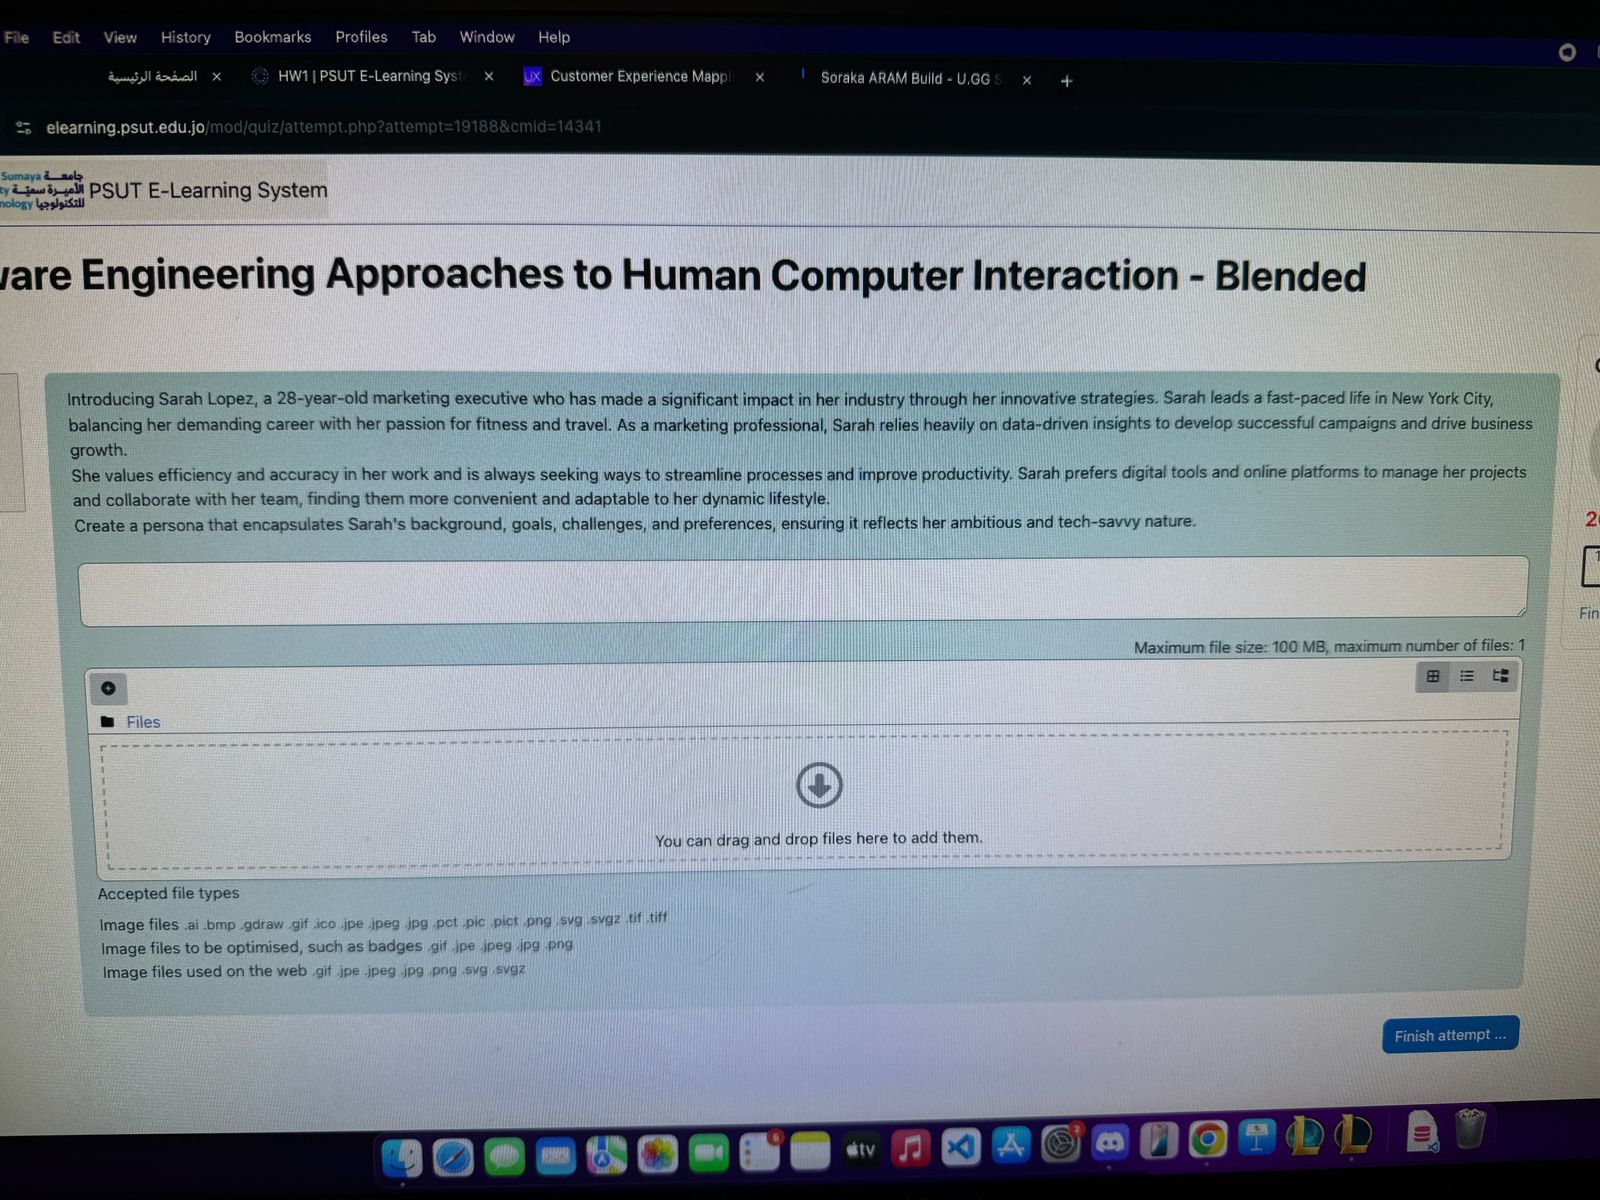 File Edit View History Bookmarks Profiles Tab Window Help
الصفحة الرئيسية × HW1 | PSUT E-Learning Syst × UX Customer Experience Mappi × Soraka ARAM Build - U.GG S × +
elearning.psut.edu.jo/mod/quiz/attempt.php?attempt=19188&cmid=14341
Sumaya جامعـــة
ty الأميرة سميّة
nology للتكنولوجيا
PSUT E-Learning System
vare Engineering Approaches to Human Computer Interaction - Blended
Introducing Sarah Lopez, a 28-year-old marketing executive who has made a significant impact in her industry through her innovative strategies. Sarah leads a fast-paced life in New York City,
balancing her demanding career with her passion for fitness and travel. As a marketing professional, Sarah relies heavily on data-driven insights to develop successful campaigns and drive business
growth.
She values efficiency and accuracy in her work and is always seeking ways to streamline processes and improve productivity. Sarah prefers digital tools and online platforms to manage her projects
and collaborate with her team, finding them more convenient and adaptable to her dynamic lifestyle.
Create a persona that encapsulates Sarah's background, goals, challenges, and preferences, ensuring it reflects her ambitious and tech-savvy nature.
Fin
Maximum file size: 100 MB, maximum number of files: 1
Files
You can drag and drop files here to add them.
Accepted file types
Image files .ai .bmp .gdraw .gif .ico .jpe .jpeg .jpg .pct .pic .pict .png .svg .svgz .tif .tiff
Image files to be optimised, such as badges .gif .jpe .jpeg .jpg .png
Image files used on the web .gif .jpe .jpeg .jpg .png .svg .svgz
Finish attempt ...
tv